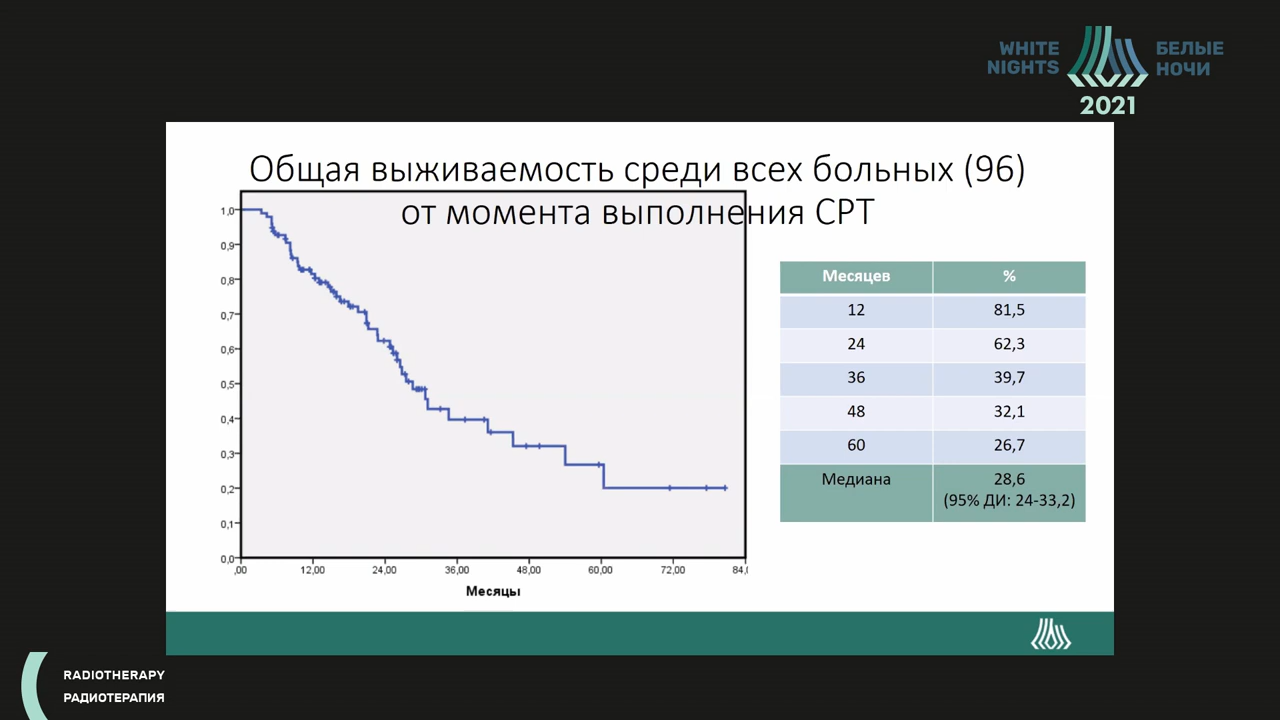 WHITE NIGHTS
БЕЛЫЕ НОЧИ
2021
Общая выживаемость среди всех больных (96)
от момента выполнения СРТ
1,0
0,9
0,8
0,7
0,6
0,5
0,4
0,3
0,2
0,1
0,0
,00 12,00 24,00 36,00 48,00 60,00 72,00 84,
Месяцы
Месяцев %
12 81,5
24 62,3
36 39,7
48 32,1
60 26,7
Медиана 28,6
(95% ДИ: 24-33,2)
RADIOTHERAPY
РАДИОТЕРАПИЯ